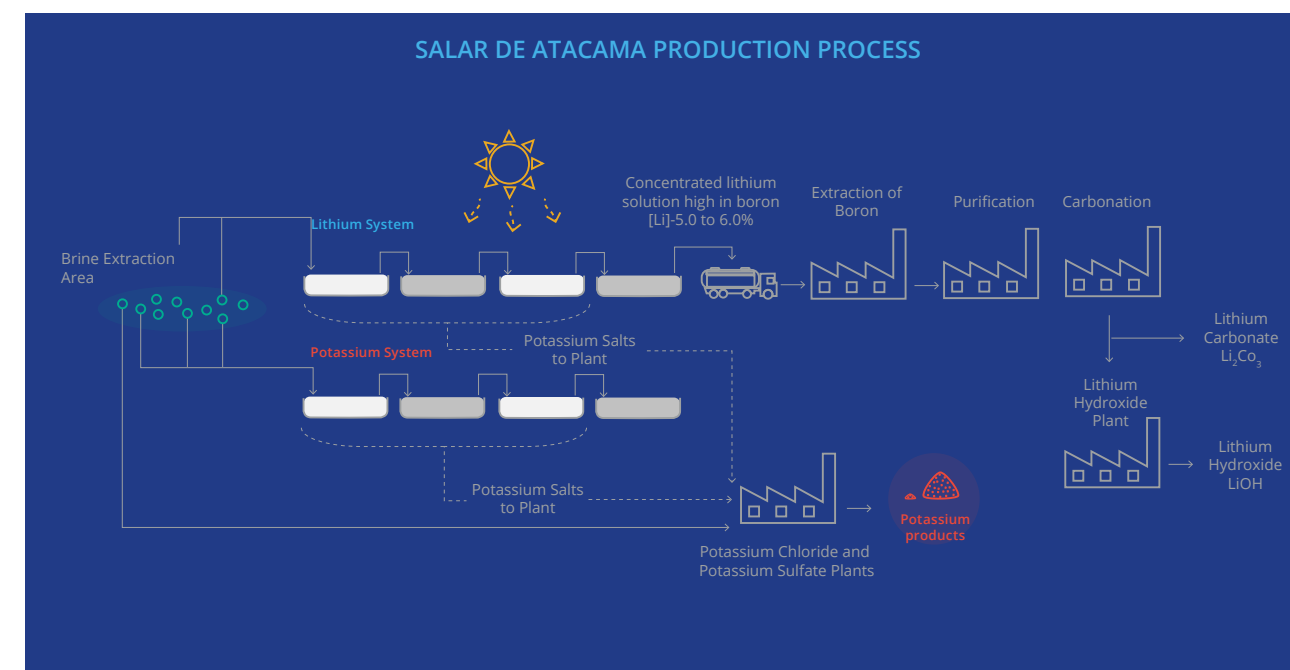 SALAR DE ATACAMA PRODUCTION PROCESS
Concentrated lithium
solution high in boron
[Li]-5.0 to 6.0%
Extraction of
Boron
Purification
Carbonation
Lithium System
Brine Extraction
Area
Potassium Salts
to Plant
Potassium System
Lithium
Carbonate
Li₂Co₃
Lithium
Hydroxide
Plant
Lithium
Hydroxide
LiOH
Potassium Salts
to Plant
Potassium
products
Potassium Chloride and
Potassium Sulfate Plants